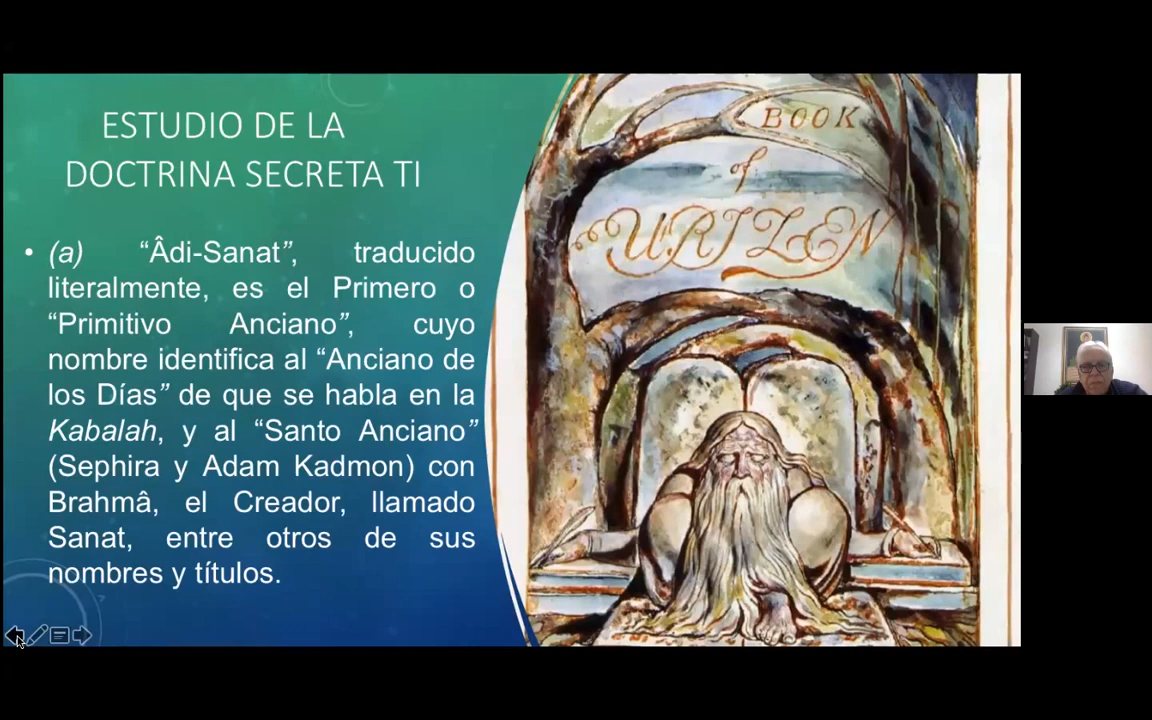 ESTUDIO DE LA
DOCTRINA SECRETA TI
• (a) “Âdi-Sanat”, traducido
literalmente, es el Primero o
“Primitivo Anciano”, cuyo
nombre identifica al “Anciano de
los Días” de que se habla en la
Kabalah, y al “Santo Anciano”
(Sephira y Adam Kadmon) con
Brahmâ, el Creador, llamado
Sanat, entre otros de sus
nombres y títulos.
BOOK
of
URIZEN